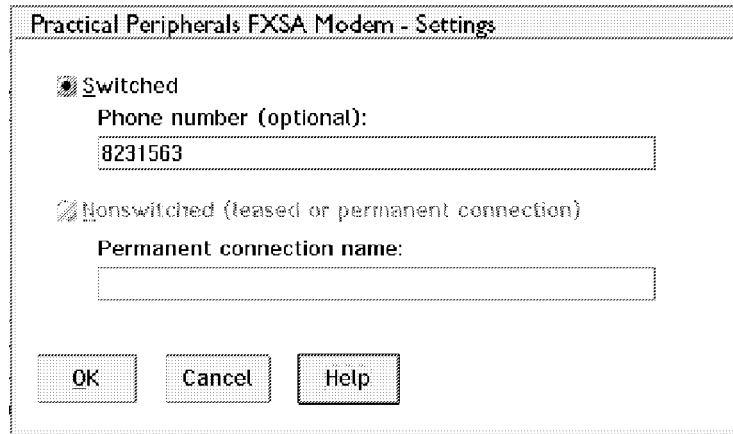 Practical Peripherals FXSA Modem - Settings
Switched
Phone number (optional):
8231563
Nonswitched (leased or permanent connection)
Permanent connection name:
OK Cancel Help